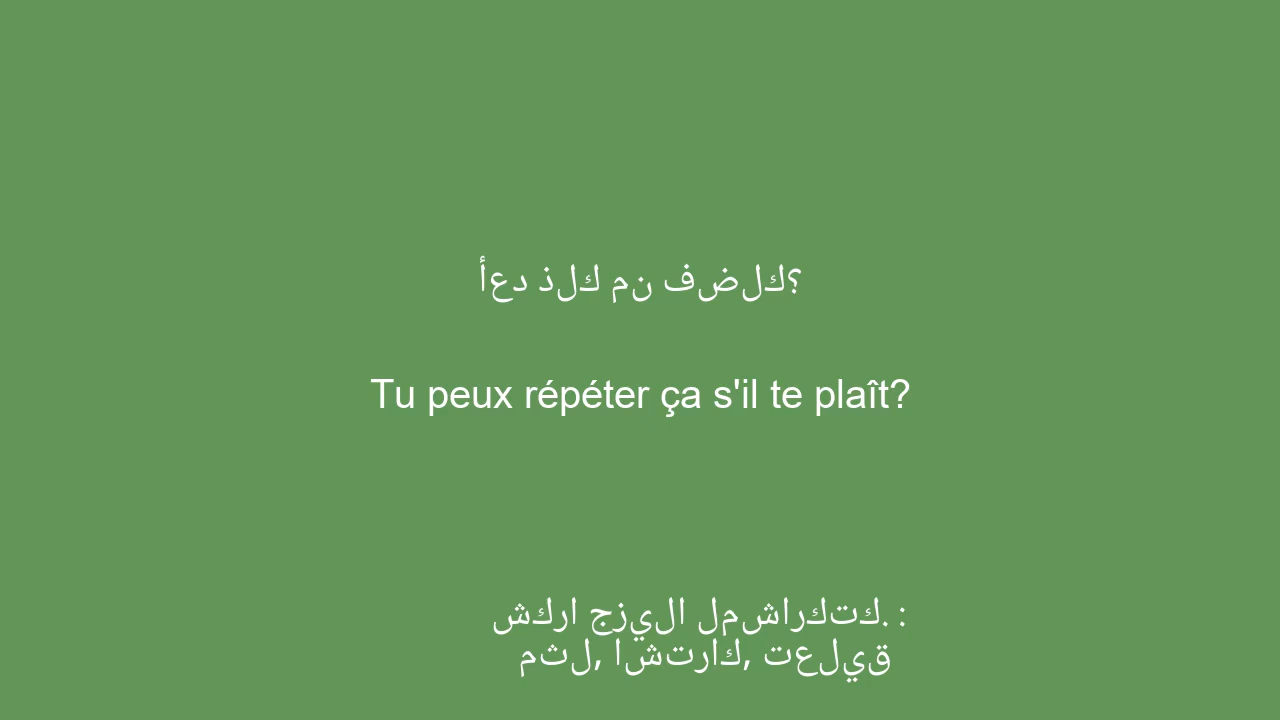 أعد ذلك من فضلك؟
Tu peux répéter ça s'il te plaît?
شكرا جزيلا لمشاركتك. :
مثل, اشتراك, تعليق